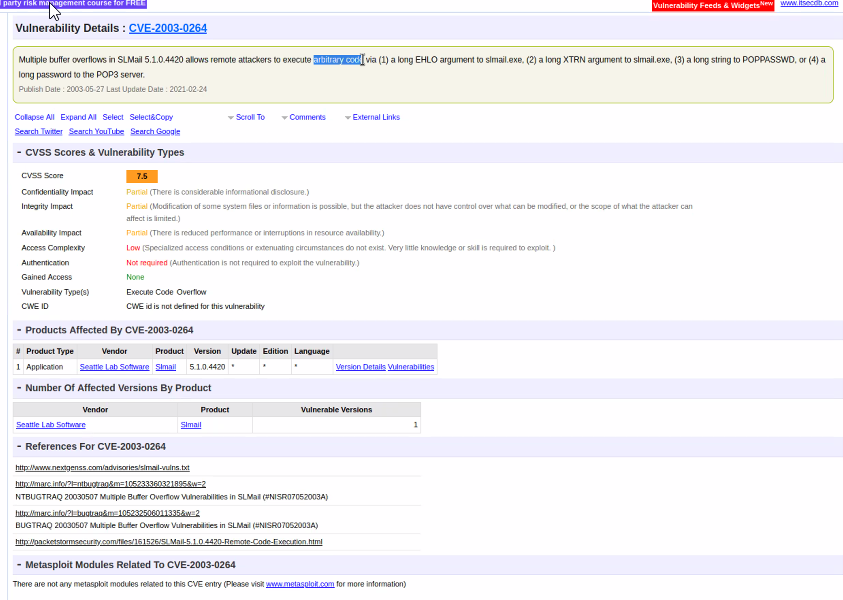 party risk management course for FREE
Vulnerability Feeds & Widgets New www.itsecdb.com
Vulnerability Details : CVE-2003-0264
Multiple buffer overflows in SLMail 5.1.0.4420 allows remote attackers to execute arbitrary code via (1) a long EHLO argument to slmail.exe, (2) a long XTRN argument to slmail.exe, (3) a long string to POPPASSWD, or (4) a
long password to the POP3 server.
Publish Date : 2003-05-27 Last Update Date : 2021-02-24
Collapse All Expand All Select Select&Copy Scroll To Comments External Links
Search Twitter Search YouTube Search Google
- CVSS Scores & Vulnerability Types
CVSS Score 7.5
Confidentiality Impact Partial (There is considerable informational disclosure.)
Integrity Impact Partial (Modification of some system files or information is possible, but the attacker does not have control over what can be modified, or the scope of what the attacker can
affect is limited.)
Availability Impact Partial (There is reduced performance or interruptions in resource availability.)
Access Complexity Low (Specialized access conditions or extenuating circumstances do not exist. Very little knowledge or skill is required to exploit. )
Authentication Not required (Authentication is not required to exploit the vulnerability.)
Gained Access None
Vulnerability Type(s) Execute Code Overflow
CWE ID CWE id is not defined for this vulnerability
- Products Affected By CVE-2003-0264
# Product Type Vendor Product Version Update Edition Language
1 Application Seattle Lab Software Slmail 5.1.0.4420 * * * Version Details Vulnerabilities
- Number Of Affected Versions By Product
Vendor Product Vulnerable Versions
Seattle Lab Software Slmail 1
- References For CVE-2003-0264
http://www.nextgenss.com/advisories/slmail-vulns.txt
http://marc.info/?l=ntbugtraq&m=105233360321895&w=2
NTBUGTRAQ 20030507 Multiple Buffer Overflow Vulnerabilities in SLMail (#NISR07052003A)
http://marc.info/?l=bugtraq&m=105232506011335&w=2
BUGTRAQ 20030507 Multiple Buffer Overflow Vulnerabilities in SLMail (#NISR07052003A)
http://packetstormsecurity.com/files/161526/SLMail-5.1.0.4420-Remote-Code-Execution.html
- Metasploit Modules Related To CVE-2003-0264
There are not any metasploit modules related to this CVE entry (Please visit www.metasploit.com for more information)